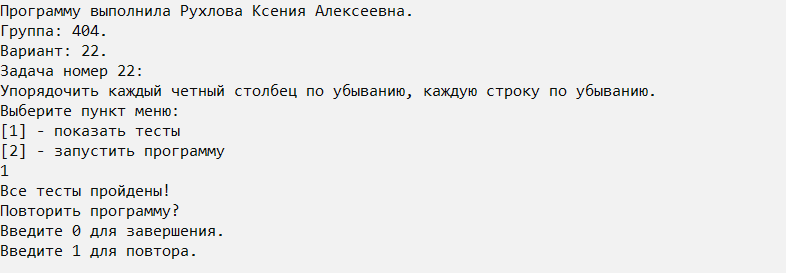 Программу выполнила Рухлова Ксения Алексеевна.
Группа: 404.
Вариант: 22.
Задача номер 22:
Упорядочить каждый четный столбец по убыванию, каждую строку по убыванию.
Выберите пункт меню:
[1] - показать тесты
[2] - запустить программу
1
Все тесты пройдены!
Повторить программу?
Введите 0 для завершения.
Введите 1 для повтора.